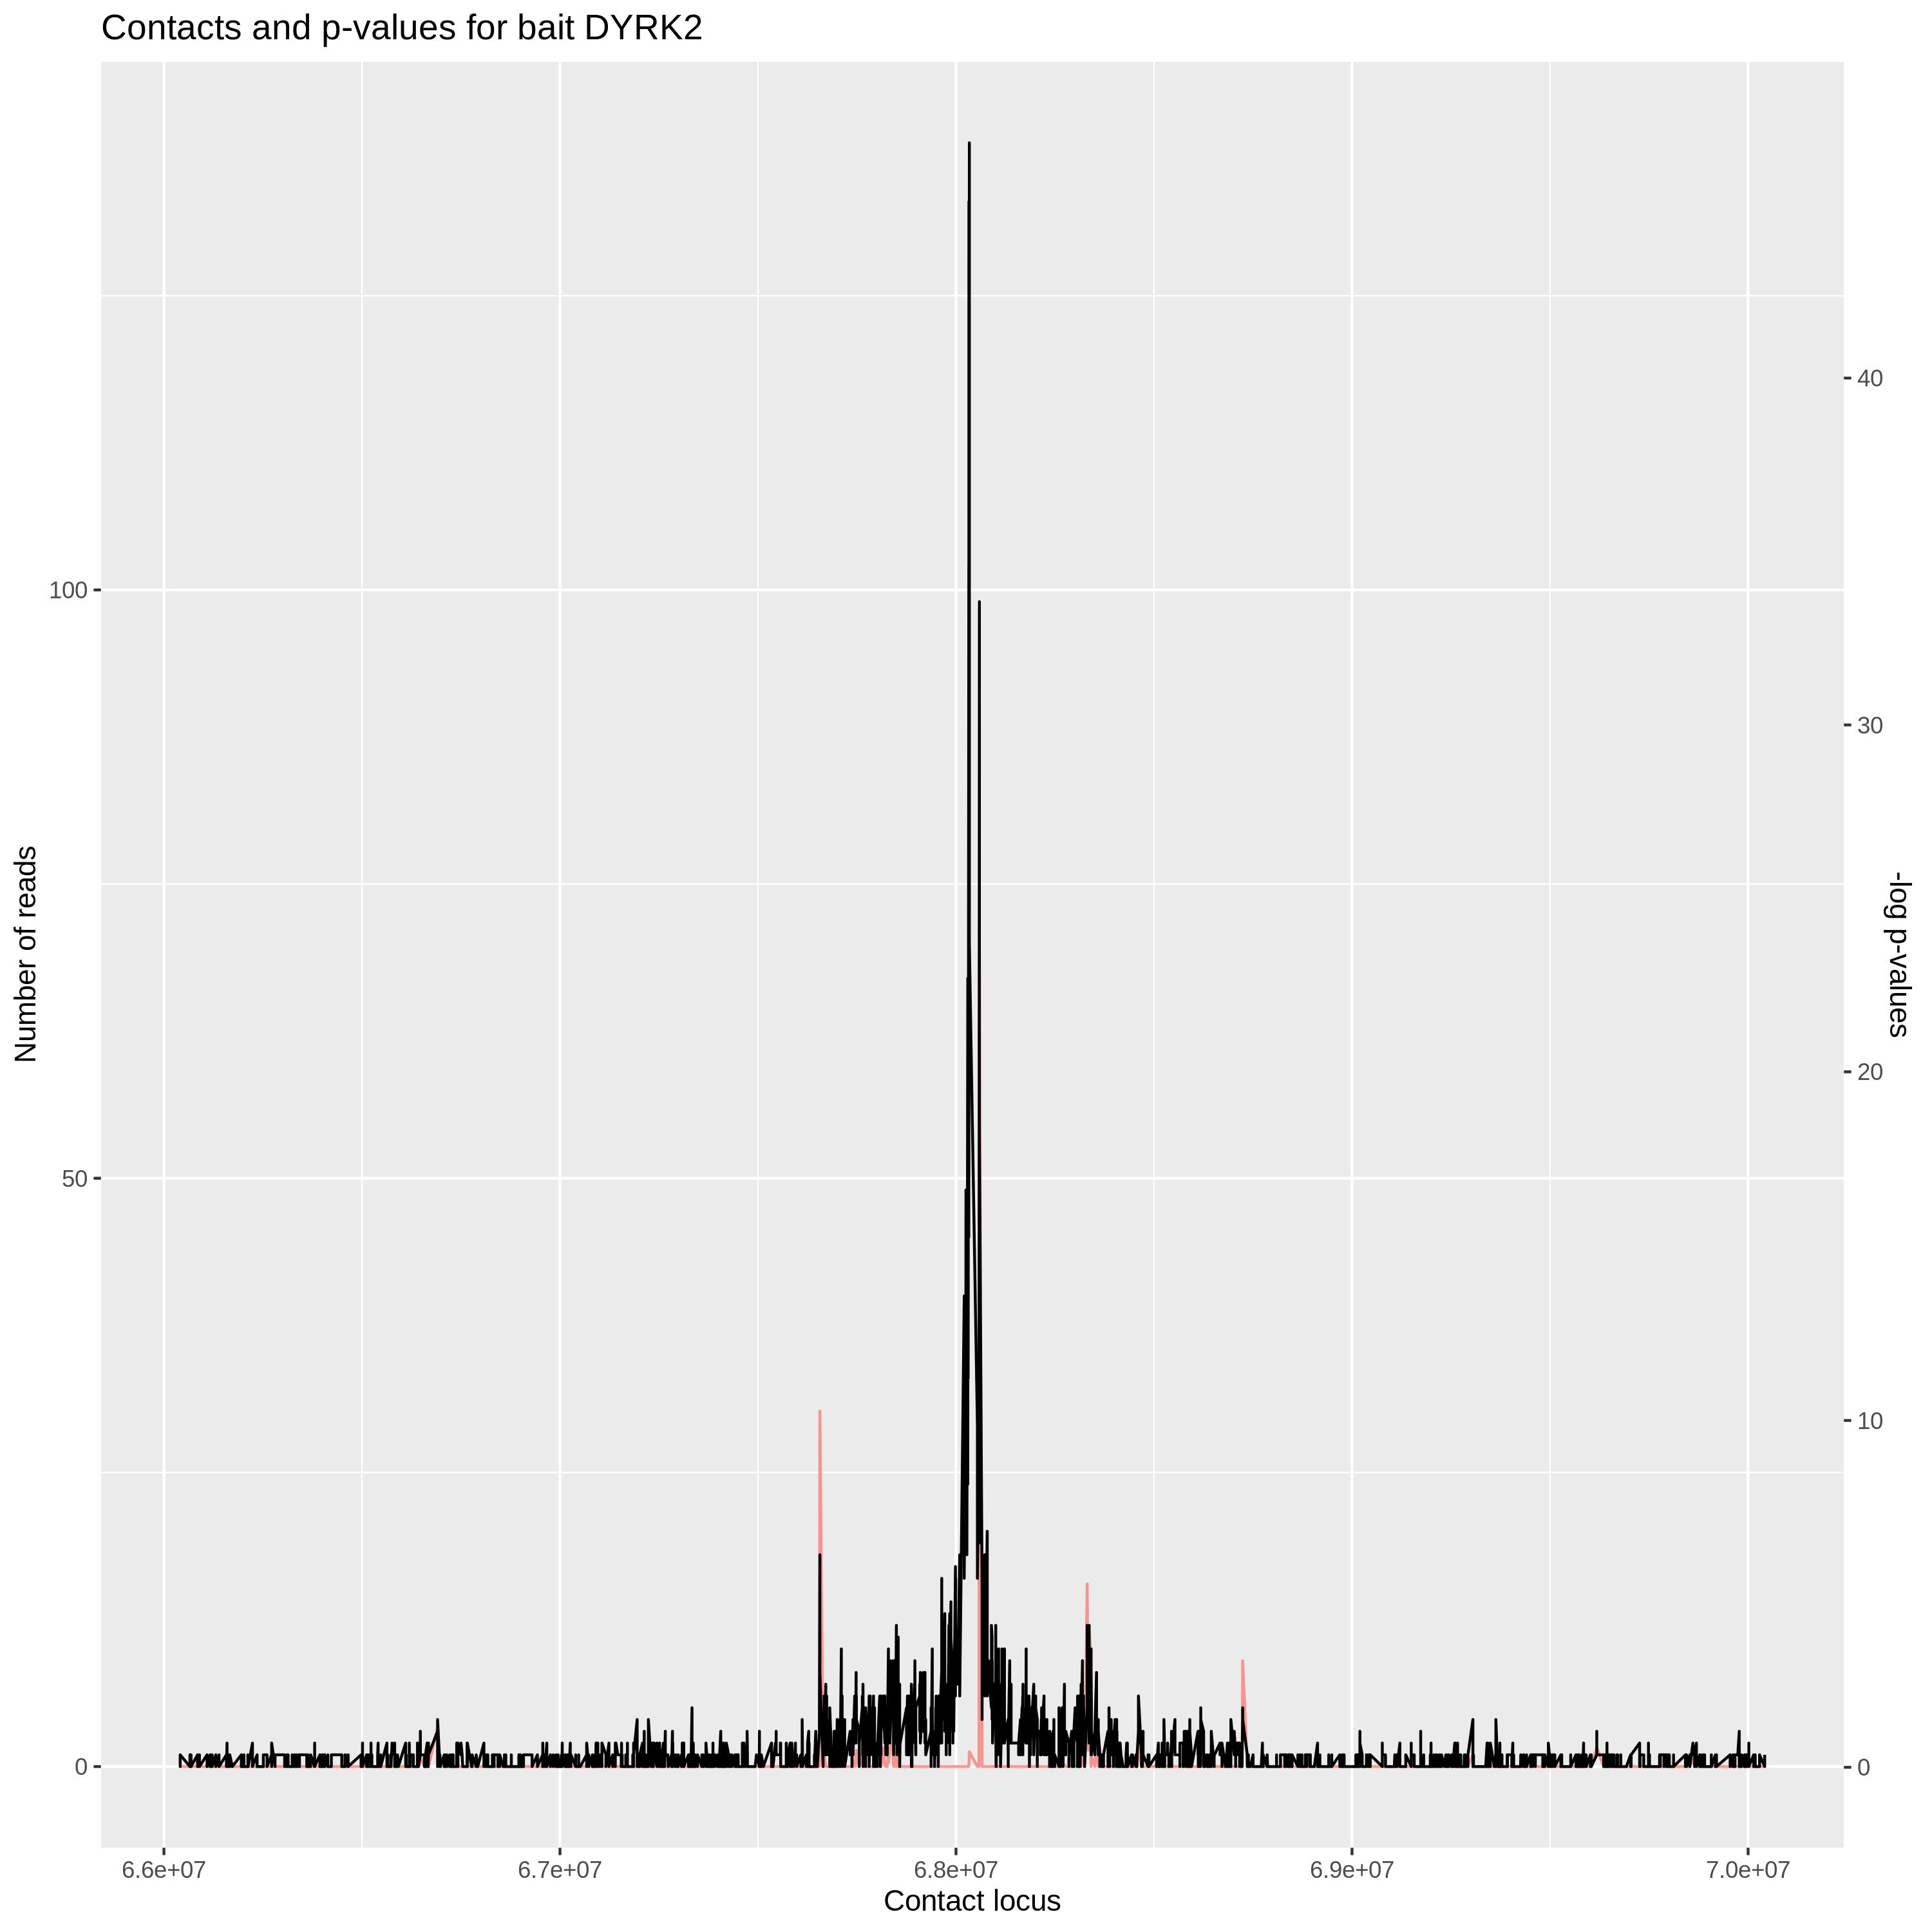 Contacts and p-values for bait DYRK2
Number of reads
100
50
0
40
30
20
10
0
-log p-values
6.6e+07 6.7e+07 6.8e+07 6.9e+07 7.0e+07
Contact locus